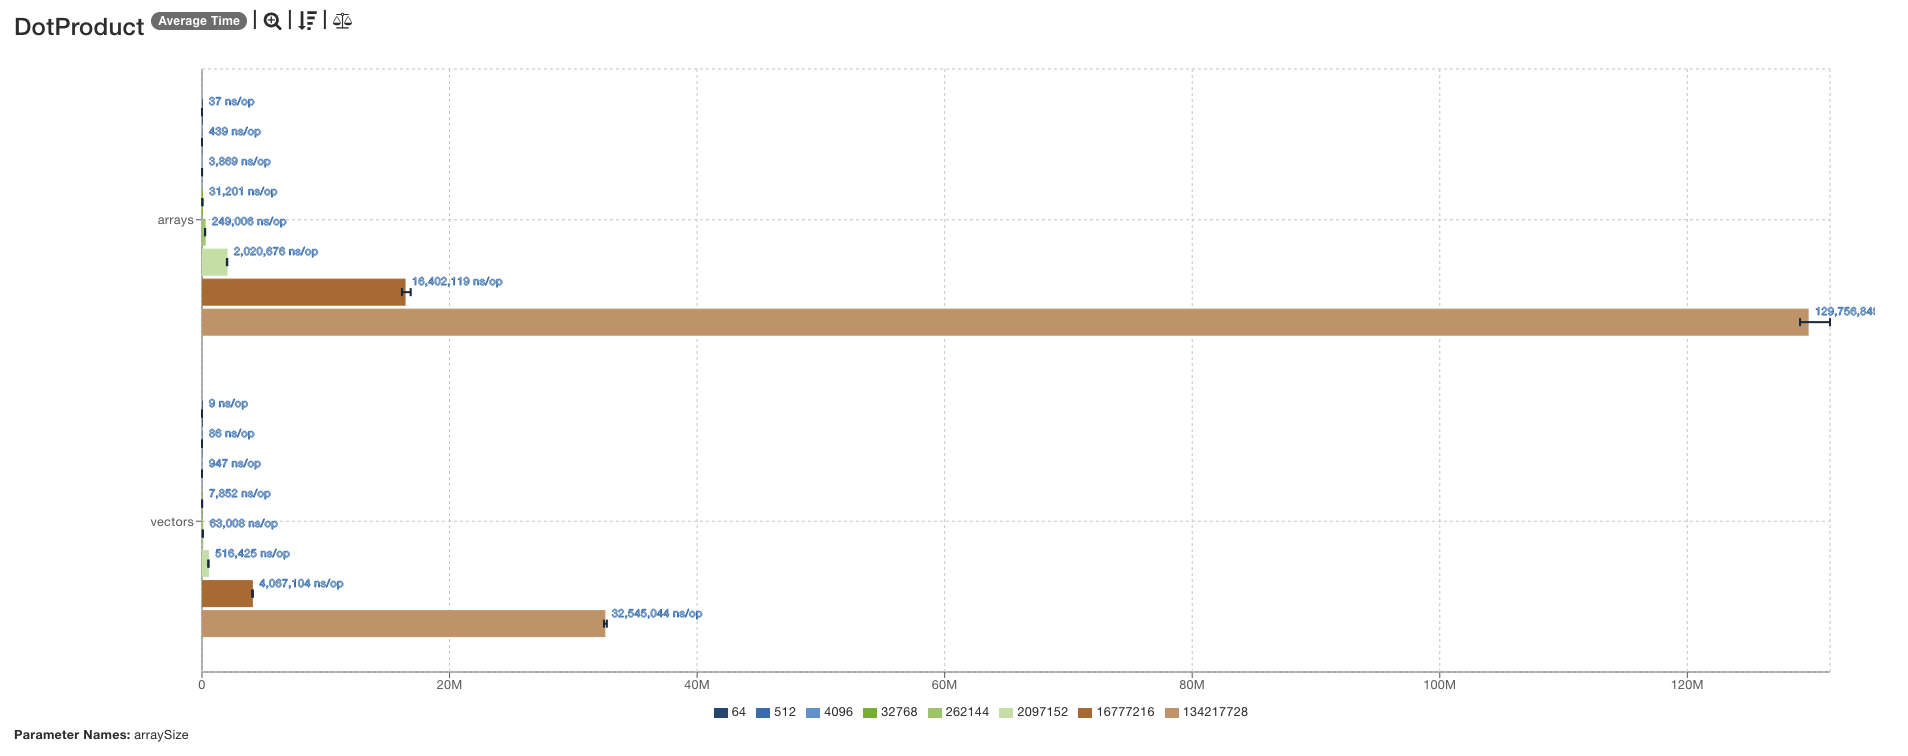 DotProduct Average Time
37 ns/op
439 ns/op
3,869 ns/op
31,201 ns/op
arrays
249,006 ns/op
2,020,676 ns/op
16,402,119 ns/op
9 ns/op
86 ns/op
947 ns/op
7,852 ns/op
vectors
63,008 ns/op
516,425 ns/op
4,067,104 ns/op
32,545,044 ns/op
0 20M 40M 60M 80M 100M 120M
64 512 4096 32768 262144 2097152 16777216 134217728
Parameter Names: arraySize